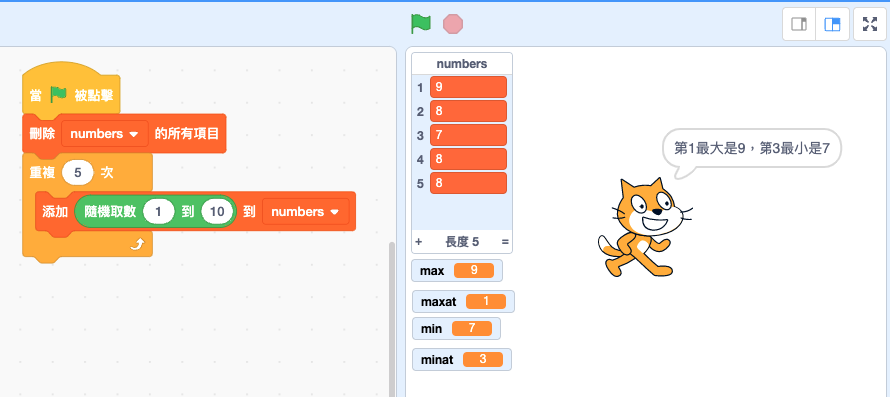 當 被點擊
刪除 numbers 的所有項目
重複 5 次
添加 隨機取數 1 到 10 到 numbers
numbers
1 9
2 8
3 7
4 8
5 8
+ 長度 5 =
max 9
maxat 1
min 7
minat 3
第1最大是9，第3最小是7